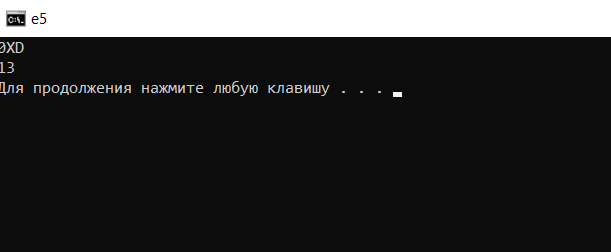 e5
0XD
13
Для продолжения нажмите любую клавишу . . .